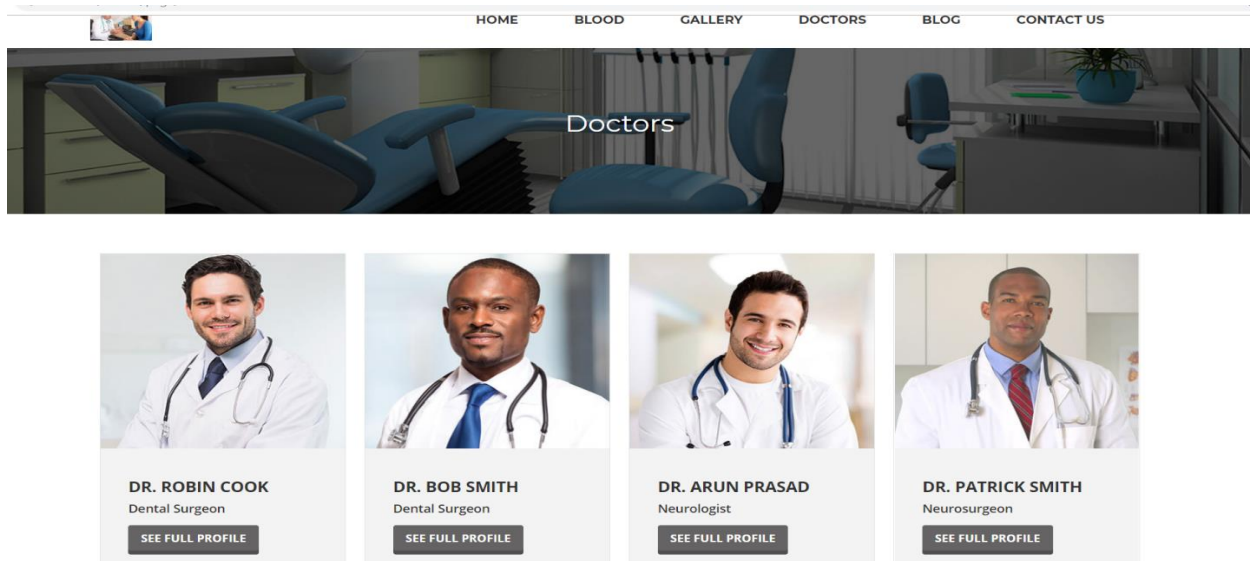 HOME BLOOD GALLERY DOCTORS BLOG CONTACT US
Doctors
DR. ROBIN COOK DR. BOB SMITH DR. ARUN PRASAD DR. PATRICK SMITH
Dental Surgeon Dental Surgeon Neurologist Neurosurgeon
SEE FULL PROFILE SEE FULL PROFILE SEE FULL PROFILE SEE FULL PROFILE